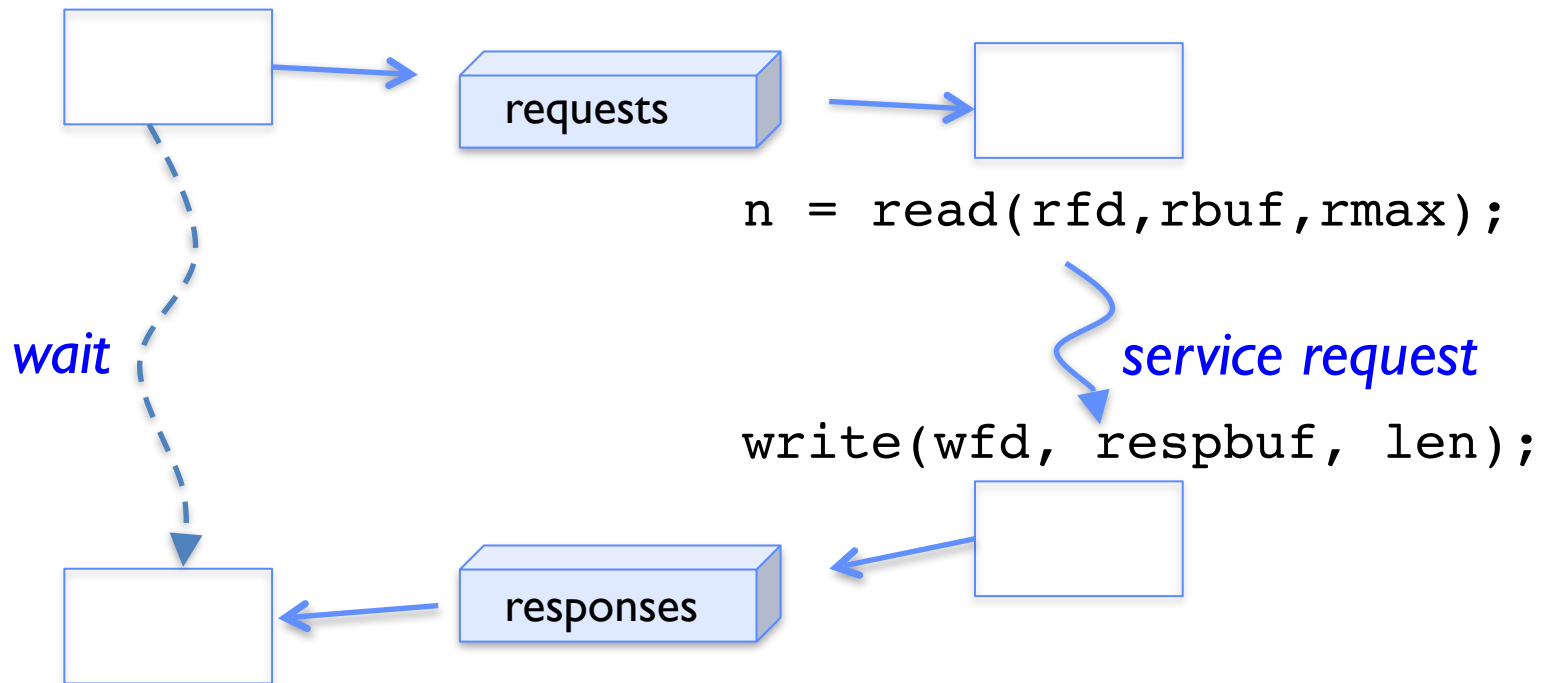 requests
n = read(rfd,rbuf,rmax);
wait
service request
write(wfd, respbuf, len);
responses